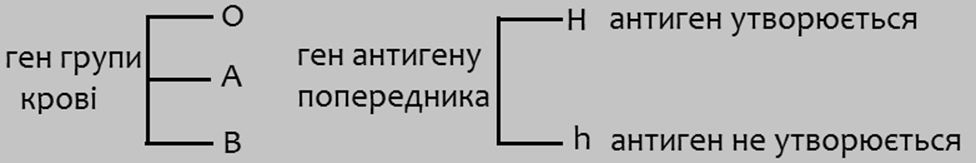 ген групи
крові
O
A
B
ген антигену
попередника
H антиген утворюється
h антиген не утворюється